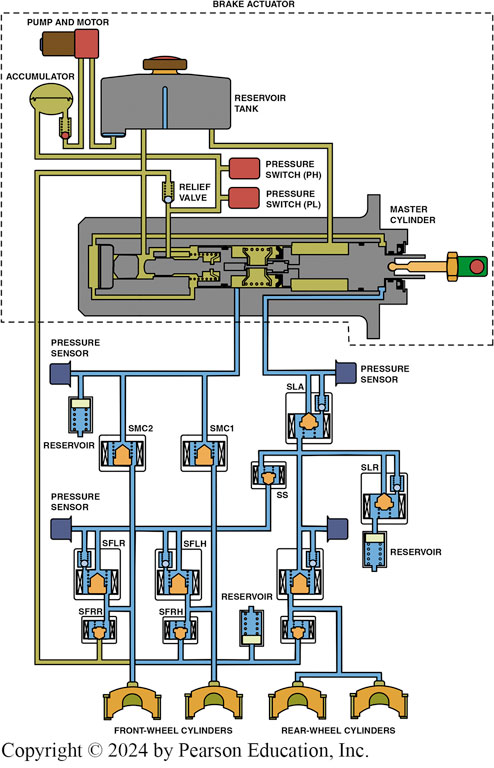 BRAKE ACTUATOR
PUMP AND MOTOR
ACCUMULATOR
RESERVOIR
TANK
PRESSURE
SWITCH (PH)
RELIEF
VALVE
PRESSURE
SWITCH (PL)
MASTER
CYLINDER
PRESSURE
SENSOR
PRESSURE
SENSOR
SLA
RESERVOIR
SMC2
SMC1
SLR
SS
PRESSURE
SENSOR
SFLR
SFLH
RESERVOIR
RESERVOIR
SFRR
SFRH
FRONT-WHEEL CYLINDERS
REAR-WHEEL CYLINDERS
Copyright © 2024 by Pearson Education, Inc.